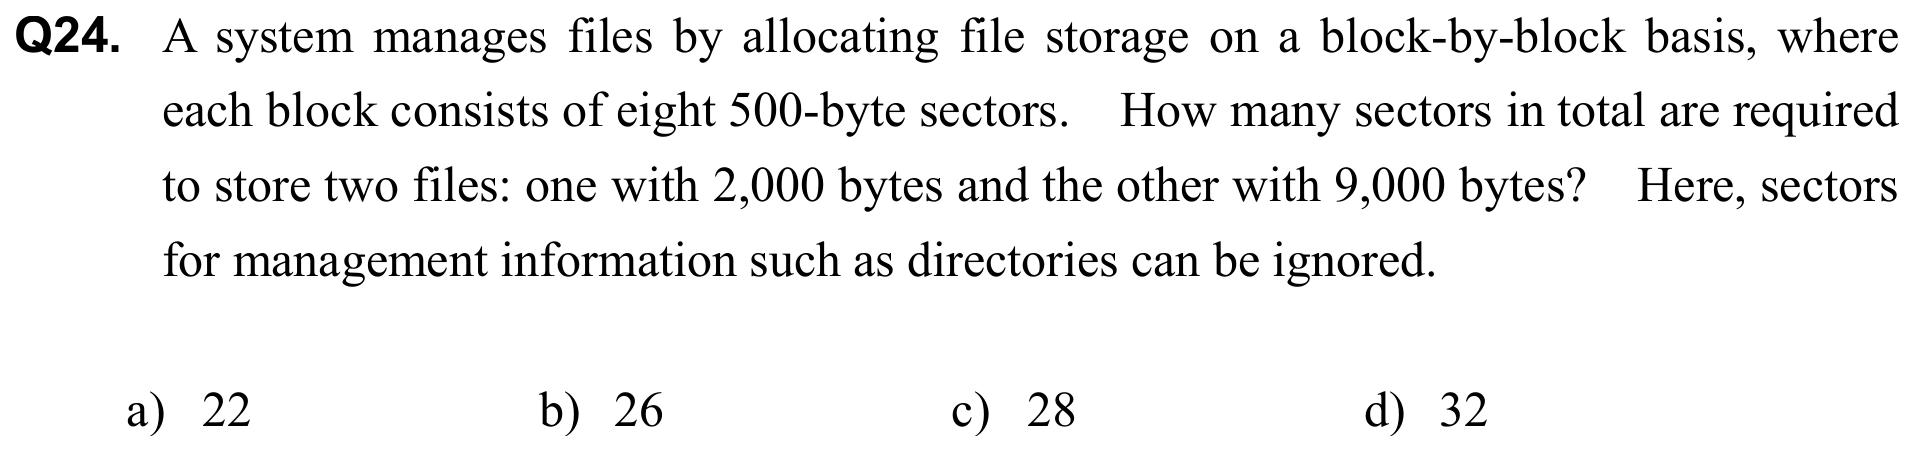 Q24. A system manages files by allocating file storage on a block-by-block basis, where
each block consists of eight 500-byte sectors. How many sectors in total are required
to store two files: one with 2,000 bytes and the other with 9,000 bytes? Here, sectors
for management information such as directories can be ignored.
a) 22 b) 26 c) 28 d) 32